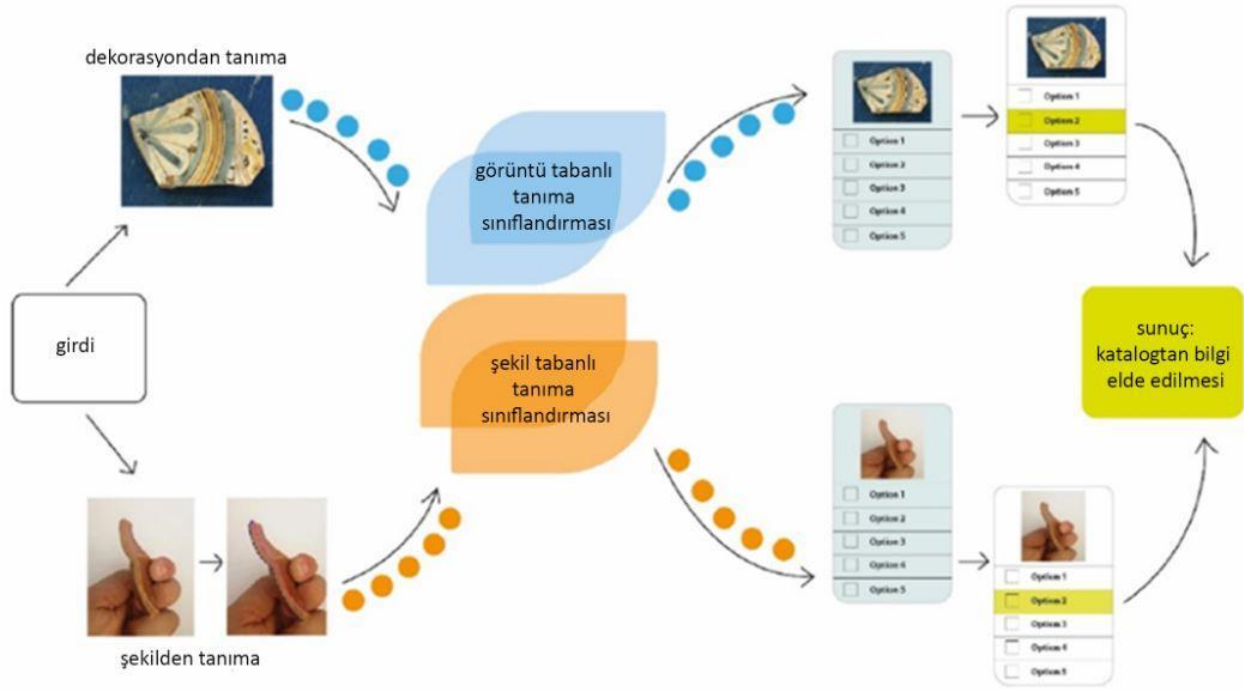 dekorasyondan tanıma
görüntü tabanlı
tanıma
sınıflandırması
Option 1
Option 2
Option 3
Option 4
Option 5
Option 1
Option 2
Option 3
Option 4
Option 5
girdi
şekil tabanlı
tanıma
sınıflandırması
sunuç:
katalogtan bilgi
elde edilmesi
şekilden tanıma
Option 1
Option 2
Option 3
Option 4
Option 5
Option 1
Option 2
Option 3
Option 4
Option 5